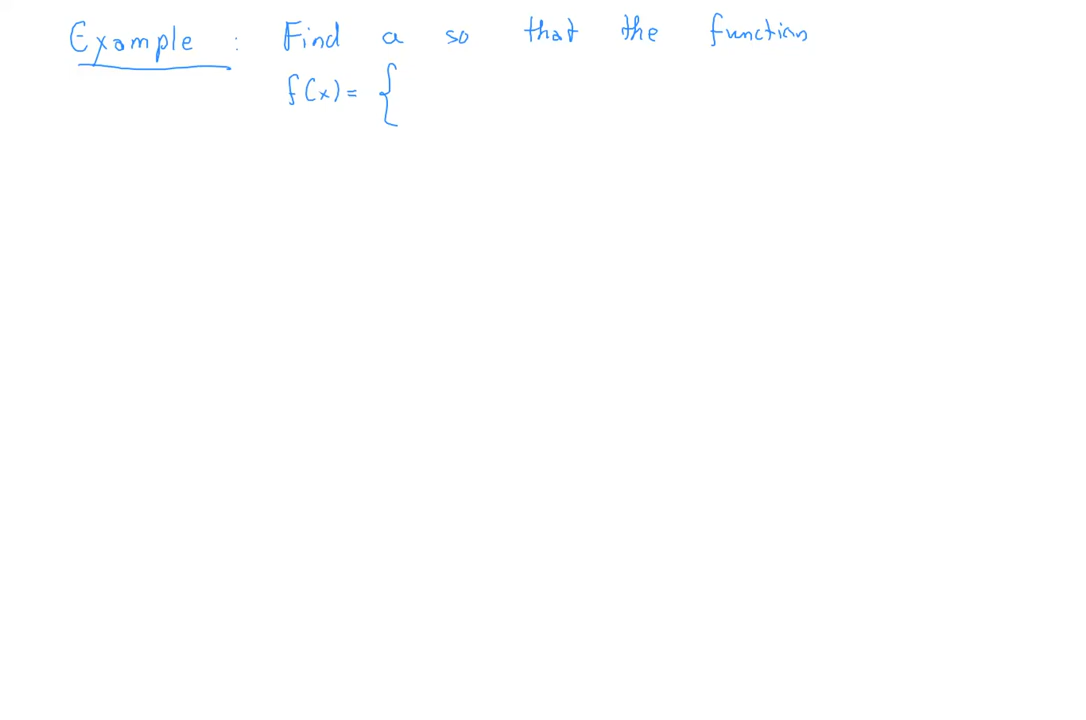 Example : Find a so that the function
f(x) = {